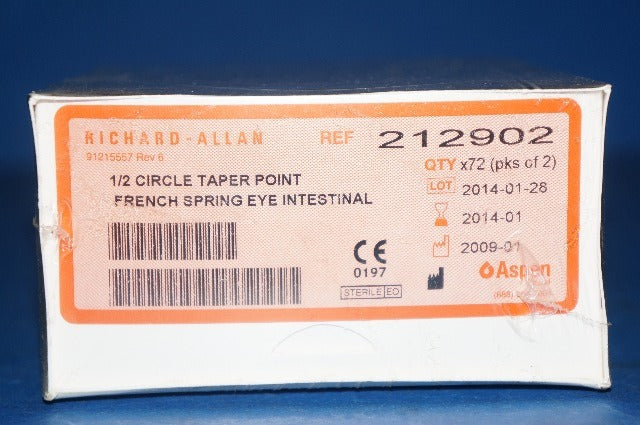 RICHARD-ALLAN REF 212902
91215557 Rev 6
QTY x72 (pks of 2)
1/2 CIRCLE TAPER POINT
FRENCH SPRING EYE INTESTINAL
LOT 2014-01-28
2014-01
2009-01
CE
0197
STERILE EO
Aspen
(888)